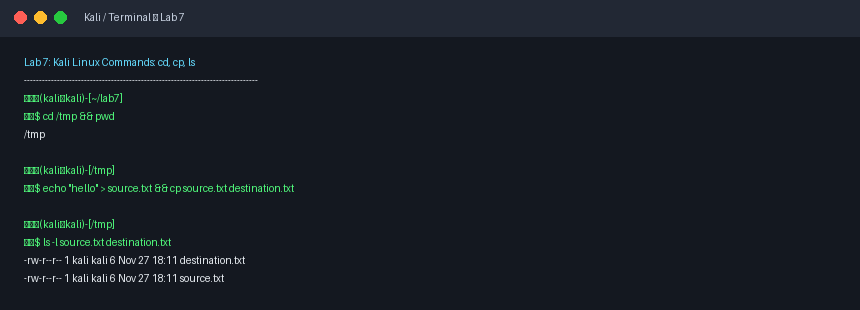 Kali / Terminal ▯ Lab 7
Lab 7: Kali Linux Commands: cd, cp, ls
------------------------------------------------------------------------------
▯▯▯(kali▯kali)-[~/lab7]
▯▯$ cd /tmp && pwd
/tmp
▯▯▯(kali▯kali)-[/tmp]
▯▯$ echo "hello" > source.txt && cp source.txt destination.txt
▯▯▯(kali▯kali)-[/tmp]
▯▯$ ls -l source.txt destination.txt
-rw-r--r-- 1 kali kali 6 Nov 27 18:11 destination.txt
-rw-r--r-- 1 kali kali 6 Nov 27 18:11 source.txt